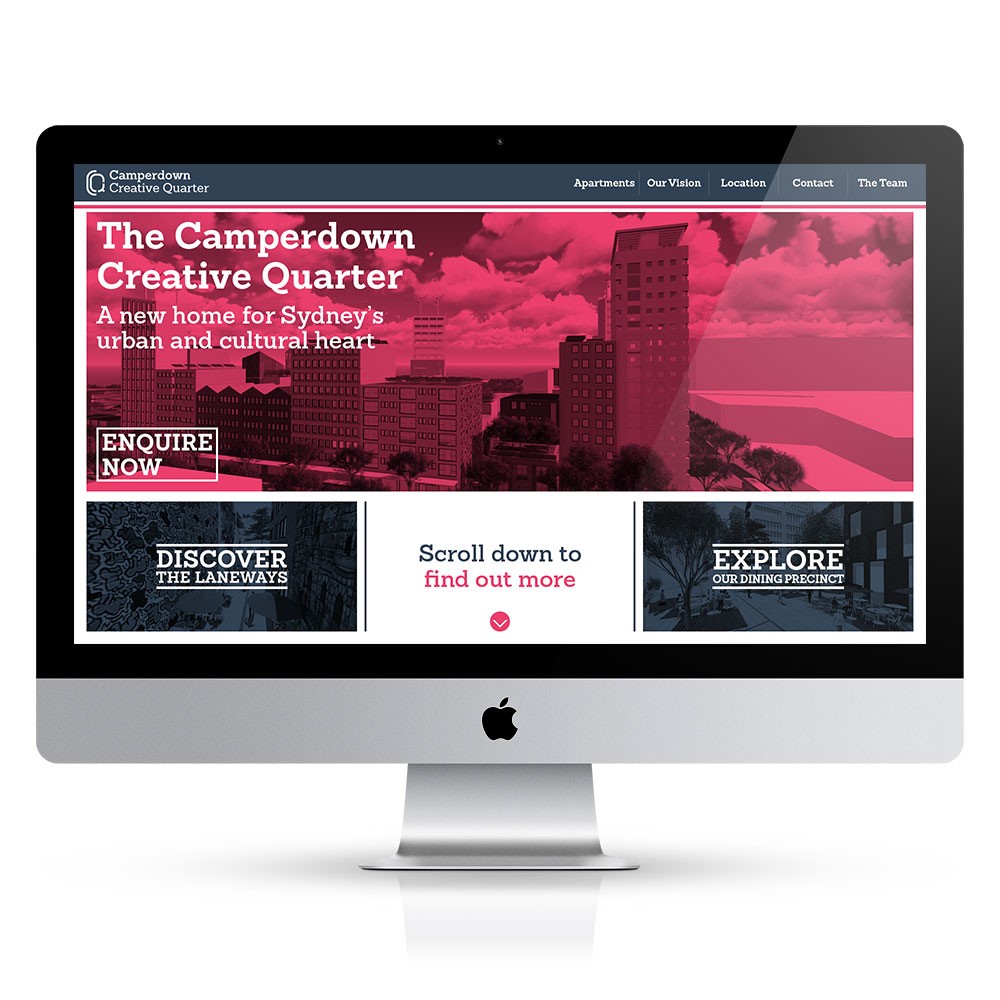 Camperdown
Creative Quarter
Apartments
Our Vision
Location
Contact
The Team
The Camperdown
Creative Quarter
A new home for Sydney's
urban and cultural heart
ENQUIRE
NOW
DISCOVER
THE LANEWAYS
Scroll down to
find out more
EXPLORE
OUR DINING PRECINCT